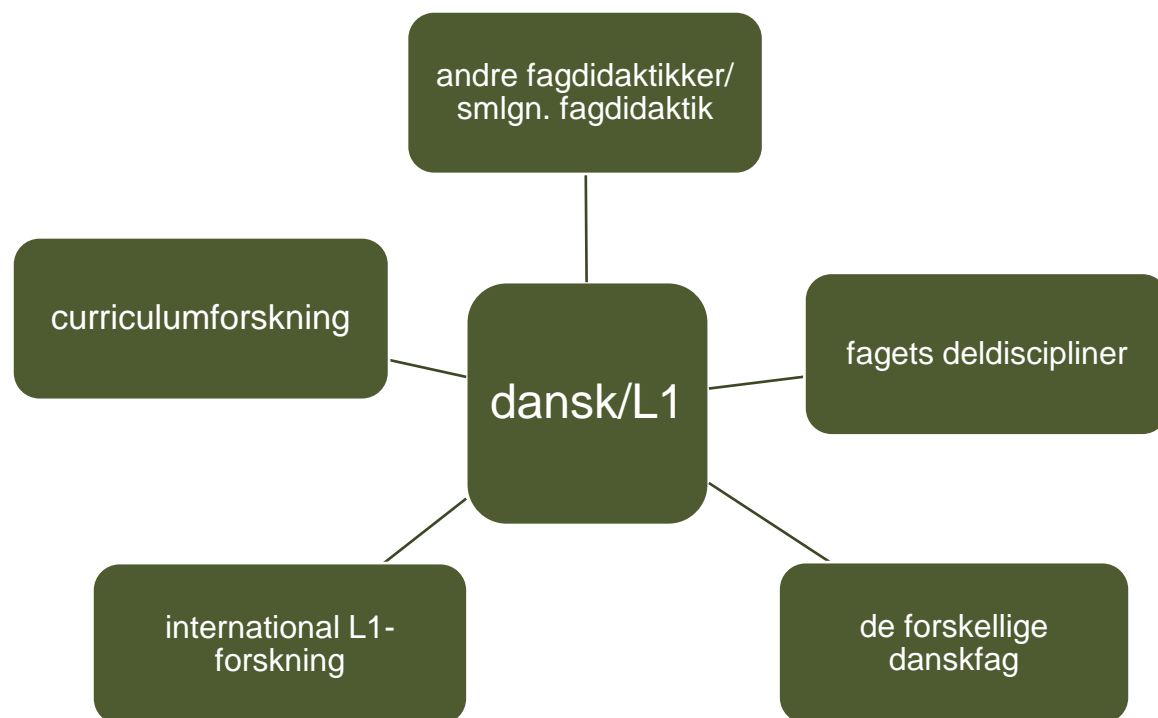 andre fagdidaktikker/
smlgn. fagdidaktik
curriculumforskning
dansk/L1
fagets deldiscipliner
international L1-
forskning
de forskellige
danskfag